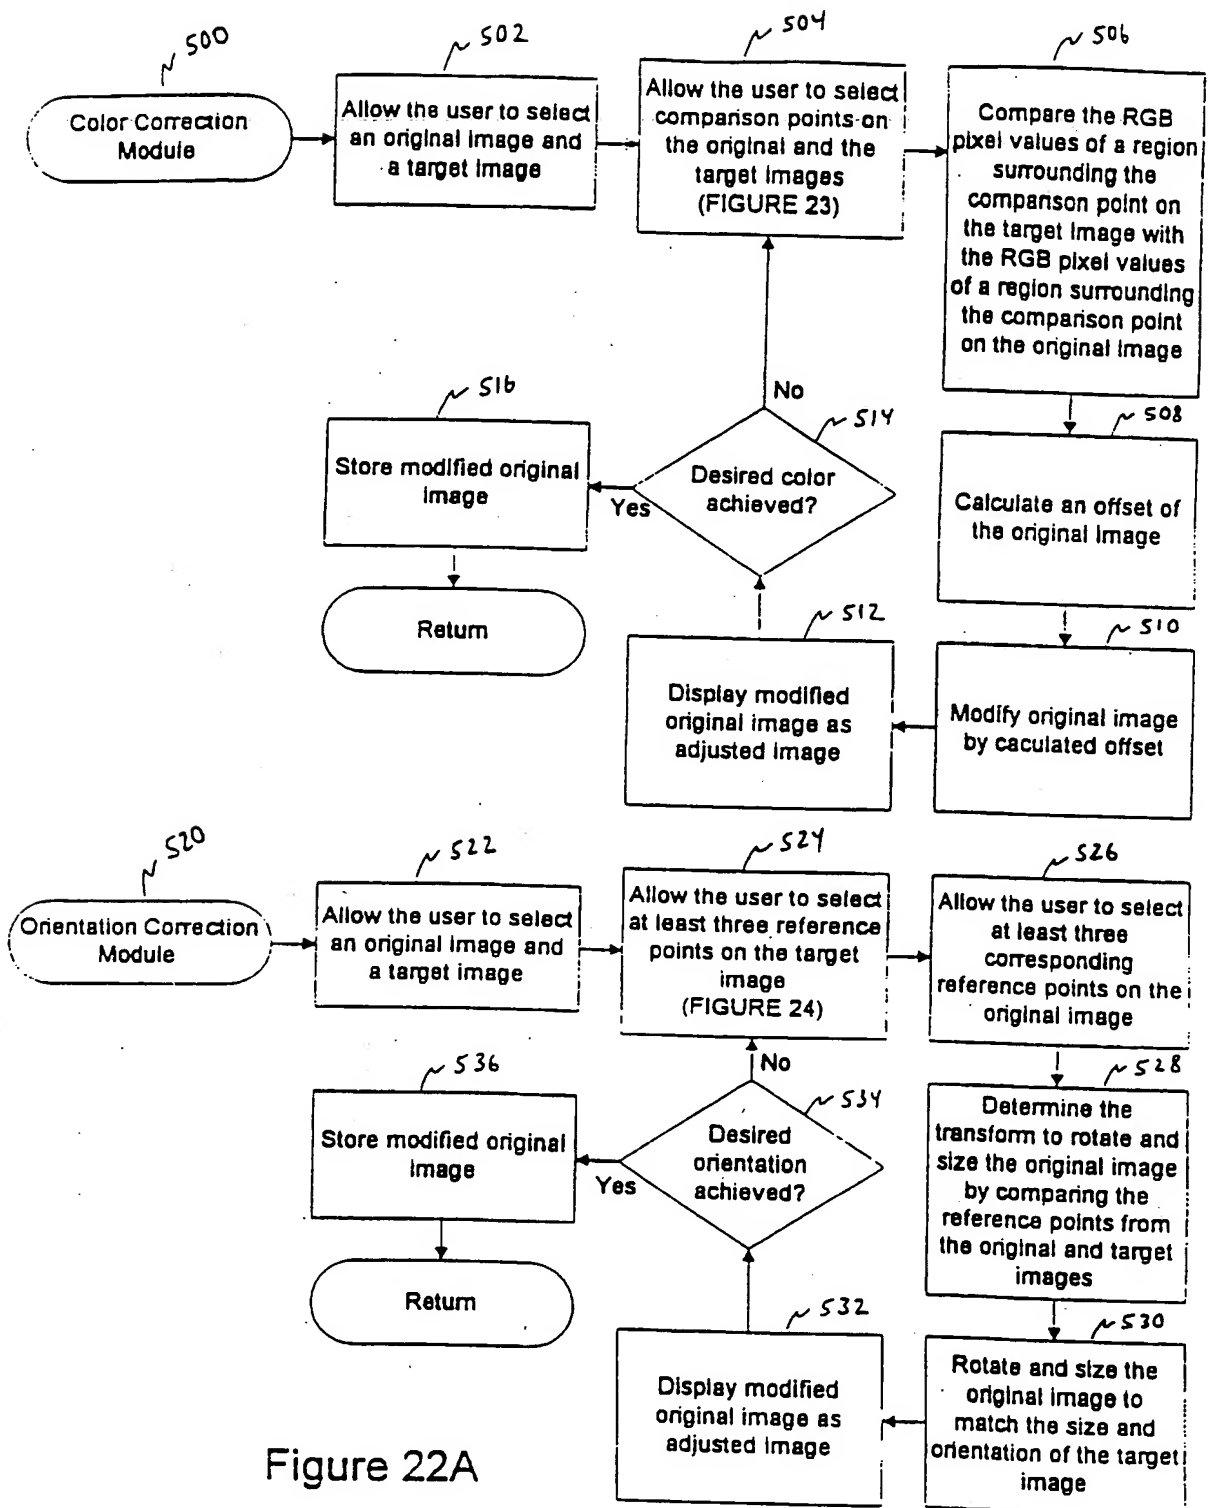 500
Color Correction
Module
502
Allow the user to select
an original image and
a target image
504
Allow the user to select
comparison points on
the original and the
target images
(FIGURE 23)
506
Compare the RGB
pixel values of a region
surrounding the
comparison point on
the target image with
the RGB pixel values
of a region surrounding
the comparison point
on the original image
508
Calculate an offset of
the original image
510
Modify original image
by caculated offset
512
Display modified
original image as
adjusted image
514
Desired color
achieved?
No
Yes
516
Store modified original
image
Return
520
Orientation Correction
Module
522
Allow the user to select
an original image and
a target image
524
Allow the user to select
at least three reference
points on the target
image
(FIGURE 24)
526
Allow the user to select
at least three
corresponding
reference points on the
original image
528
Determine the
transform to rotate and
size the original image
by comparing the
reference points from
the original and target
images
530
Rotate and size the
original image to
match the size and
orientation of the target
image
532
Display modified
original image as
adjusted image
534
Desired
orientation
achieved?
No
Yes
536
Store modified original
image
Return
Figure 22A